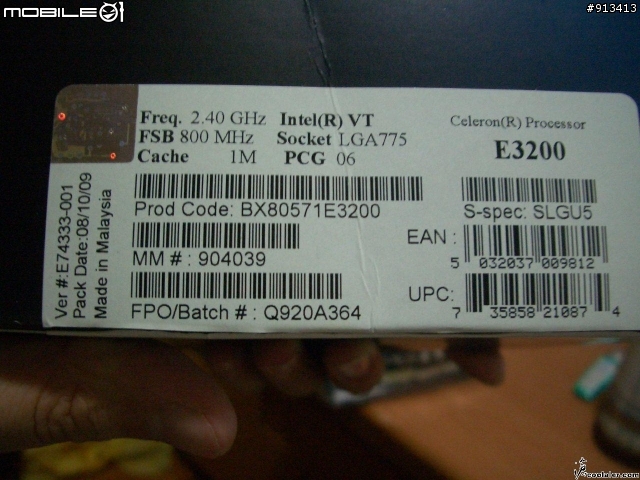 MOBILE01
#913413
Freq. 2.40 GHz Intel(R) VT
FSB 800 MHz Socket LGA775
Cache 1M PCG 06
Celeron(R) Processor
E3200
Prod Code: BX80571E3200
S-spec: SLGU5
MM # : 904039
EAN :
5 032037 009812
FPO/Batch # : Q920A364
UPC:
7 35858 21087 4
Ver #:E74333-001
Pack Date:08/10/09
Made in Malaysia
coolaler.com